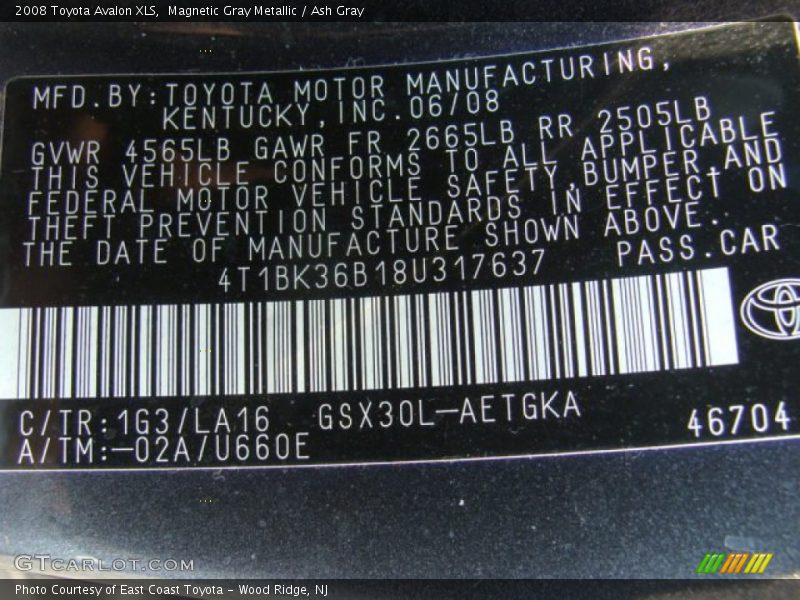 2008 Toyota Avalon XLS,  Magnetic Gray Metallic / Ash Gray
MFD.BY:TOYOTA MOTOR MANUFACTURING,
KENTUCKY,INC.06/08
GVWR 4565LB GAWR FR 2665LB RR 2505LB
THIS VEHICLE CONFORMS TO ALL APPLICABLE
FEDERAL MOTOR VEHICLE SAFETY,BUMPER,AND
THEFT PREVENTION STANDARDS IN EFFECT ON
THE DATE OF MANUFACTURE SHOWN ABOVE.
4T1BK36B18U317637 PASS.CAR
C/TR:1G3/LA16 GSX30L-AETGKA
A/TM:-02A/U660E 46704
GTCARLOT.COM
Photo Courtesy of East Coast Toyota - Wood Ridge, NJ